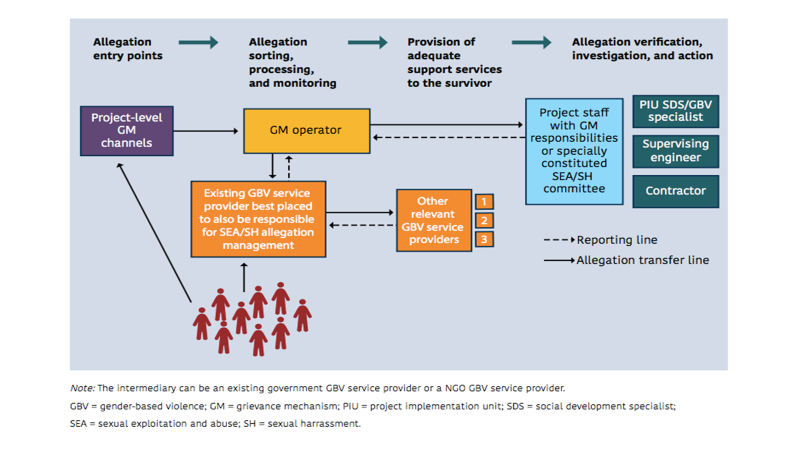 Allegation
entry points
Allegation
sorting,
processing,
and monitoring
Provision of
adequate
support services
to the survivor
Allegation verification,
investigation, and action
Project-level
GM
channels
GM operator
Project staff
with GM
responsibilities
or specially
constituted
SEA/SH
committee
PIU SDS/GBV
specialist
Supervising
engineer
Contractor
Existing GBV service
provider best placed
to also be responsible
for SEA/SH allegation
management
Other
relevant
GBV service
providers
1
2
3
Reporting line
Allegation transfer line
Note: The intermediary can be an existing government GBV service provider or a NGO GBV service provider.
GBV = gender-based violence; GM = grievance mechanism; PIU = project implementation unit; SDS = social development specialist;
SEA = sexual exploitation and abuse; SH = sexual harrassment.